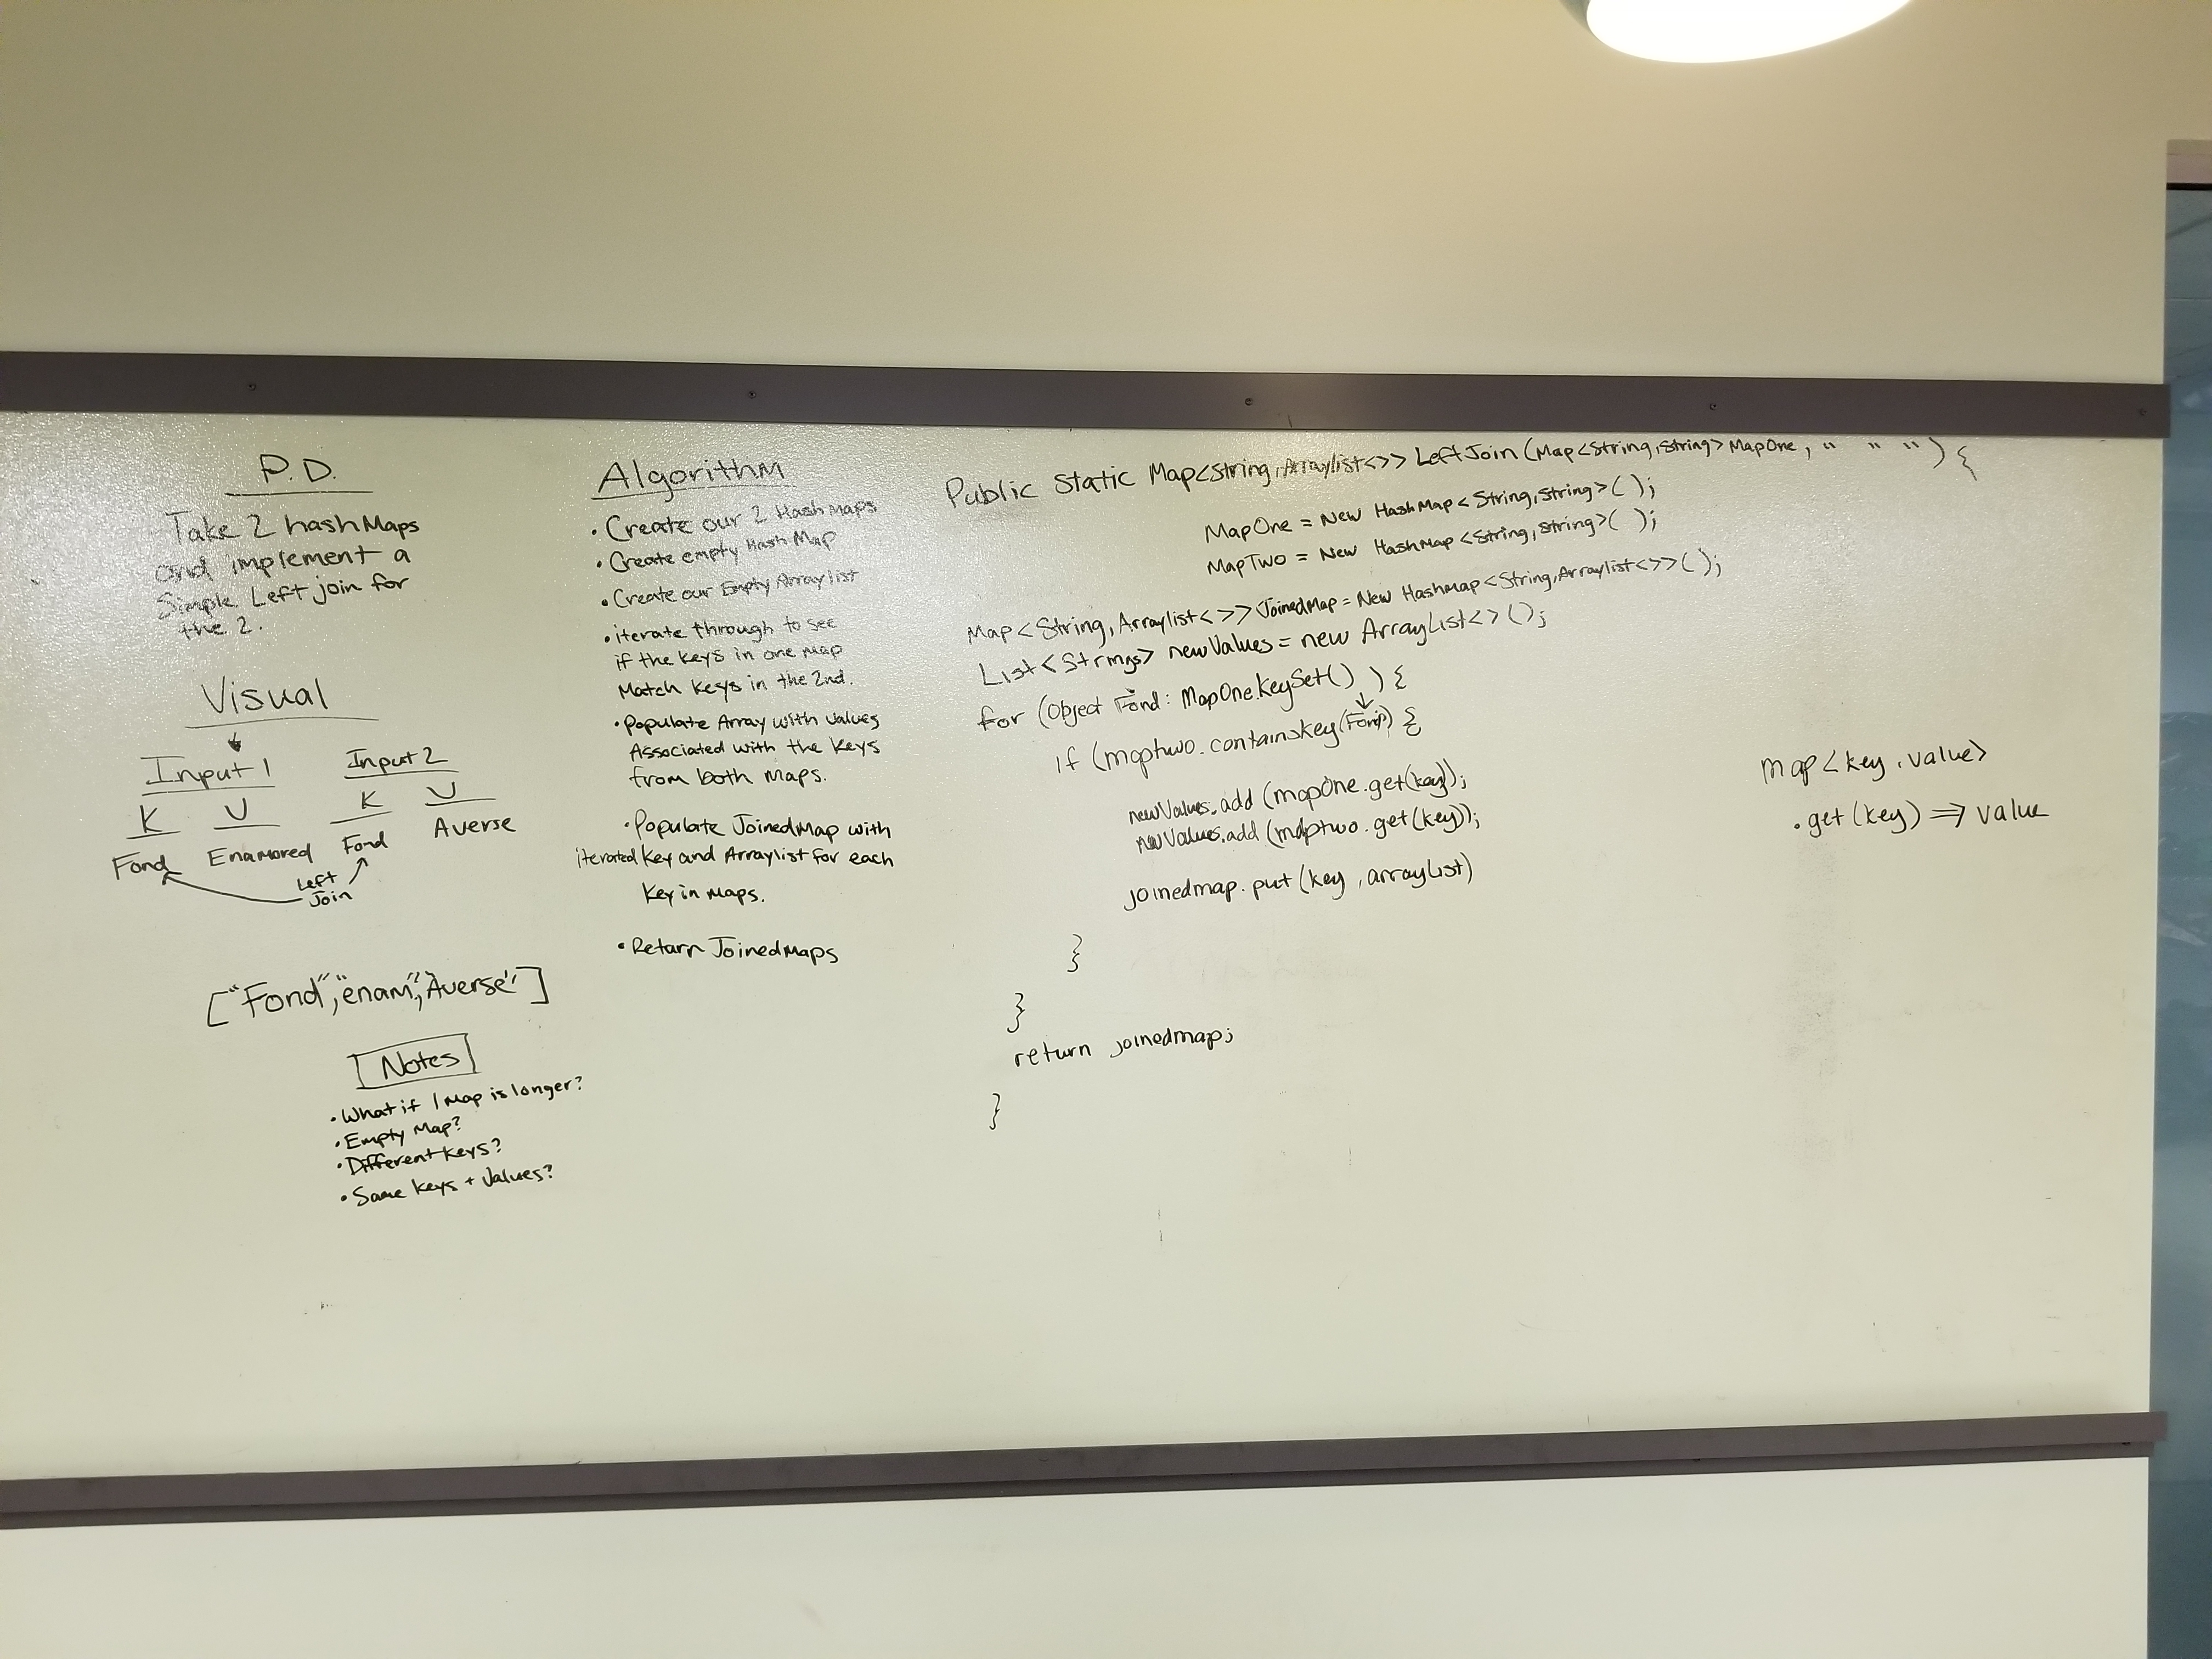 P.D.
Take 2 hashMaps
and implement a
Simple Left join for
the 2.
Visual
Input 1 Input 2
K V K V
Fond Enamored Fond Averse
Left
Join
["Fond","enam","Averse"]
Notes
• What if 1 Map is longer?
• Empty Map?
• Different Keys?
• Same Keys + Values?
Algorithm
• Create our 2 HashMaps
• Create empty HashMap
• Create our Empty Arraylist
• iterate through to see
if the keys in one map
Match keys in the 2nd.
• Populate Array with values
Associated with the keys
from both Maps.
• Populate JoinedMap with
iterated key and Arraylist for each
Key in Maps.
• Return JoinedMaps
Public Static Map<String,Arraylist<>> LeftJoin (Map<String,String> MapOne, " " ") {
MapOne = New HashMap<String,String>( );
MapTwo = New HashMap<String,String>( );
Map<String,Arraylist<>> JoinedMap = New Hashmap<String,Arraylist<>>( );
List<Strings> newValues = new ArrayList<>();
for (Object Fond: MapOne.KeySet() ) {
if (maptwo.containskey(Fond) {
newValues.add (mapOne.get(key));
newValues.add (maptwo.get(key));
joinedmap.put (key, arrayList)
}
}
return joinedmap;
}
map<key, value>
.get(key) ⇒ value